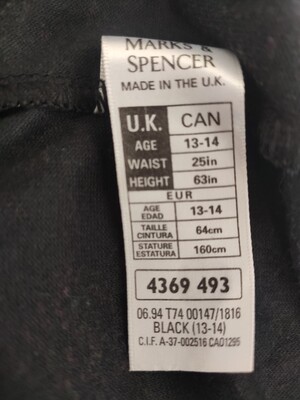 MARKS &
SPENCER
MADE IN THE U.K.
U.K. CAN
AGE 13-14
WAIST 25in
HEIGHT 63in
EUR
AGE EDAD 13-14
TAILLE CINTURA 64cm
STATURE ESTATURA 160cm
4369 493
06.94 T74 00147/1816
BLACK (13-14)
C.I.F. A-37-002516 CA01295